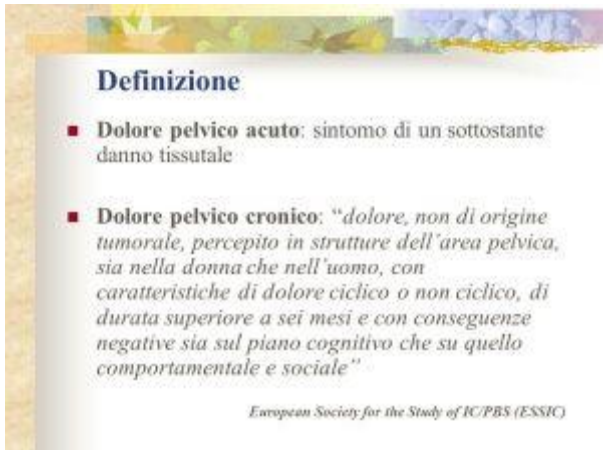 Definizione
Dolore pelvico acuto: sintomo di un sottostante
danno tissutale
Dolore pelvico cronico: “dolore, non di origine
tumorale, percepito in strutture dell´area pelvica,
sia nella donna che nell´uomo, con
caratteristiche di dolore ciclico o non ciclico, di
durata superiore a sei mesi e con conseguenze
negative sia sul piano cognitivo che su quello
comportamentale e sociale”
European Society for the Study of IC/PBS (ESSIC)